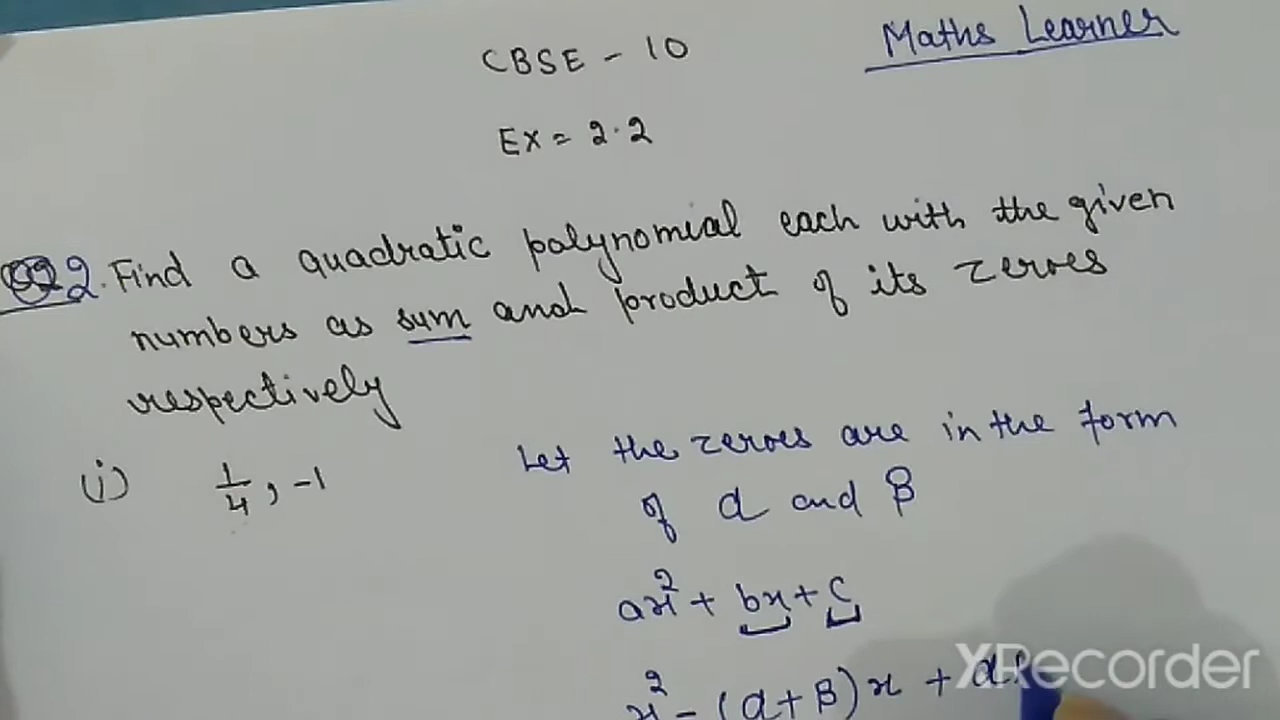 CBSE - 10
Maths Learner
Ex = 2.2
2. Find a quadratic polynomial each with the given
numbers as sum and product of its zeroes
respectively
(i) 1/4, -1
Let the zeroes are in the form
of α and β
ax² + bx + c
x² - (α+β)x + α
XRecorder